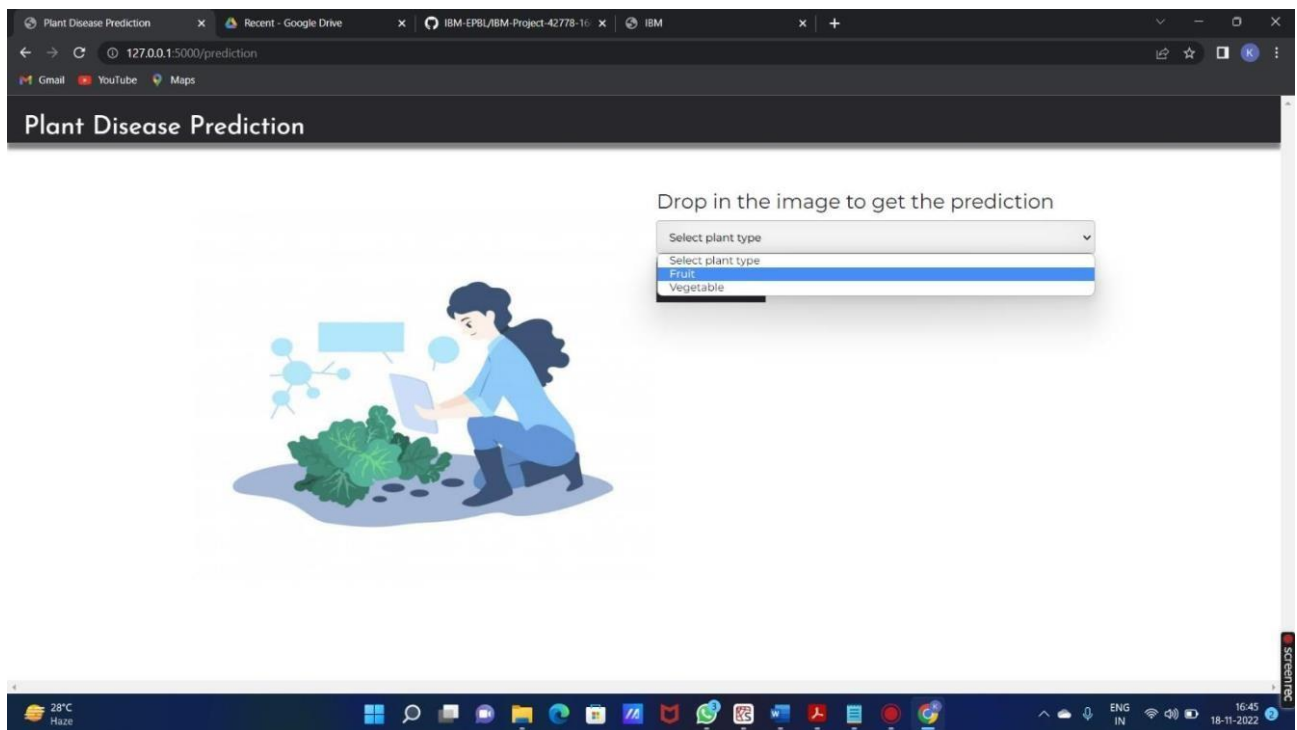 Plant Disease Prediction
Recent - Google Drive
IBM-EPBL/IBM-Project-42778-16
IBM
127.0.0.1:5000/prediction
K
Gmail
YouTube
Maps
Plant Disease Prediction
Drop in the image to get the prediction
Select plant type
Select plant type
Fruit
Vegetable
screenrec
28°C
Haze
3
ENG
IN
16:45
18-11-2022
2